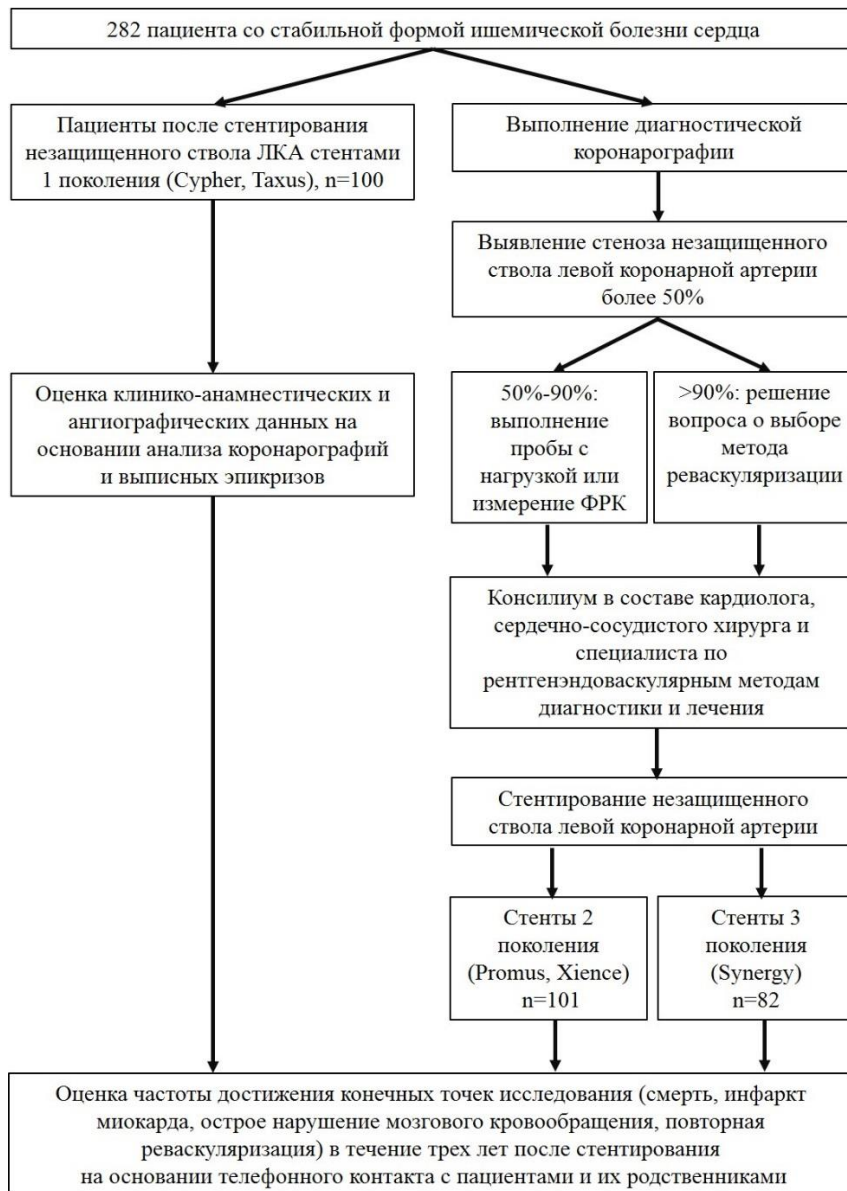 282 пациента со стабильной формой ишемической болезни сердца
Пациенты после стентирования
незащищенного ствола ЛКА стентами
1 поколения (Cypher, Taxus), n=100
Выполнение диагностической
коронарографии
Выявление стеноза незащищенного
ствола левой коронарной артерии
более 50%
Оценка клинико-анамнестических и
ангиографических данных на
основании анализа коронарографий
и выписных эпикризов
50%-90%:
выполнение
пробы с
нагрузкой или
измерение ФРК
>90%: решение
вопроса о выборе
метода
реваскуляризации
Консилиум в составе кардиолога,
сердечно-сосудистого хирурга и
специалиста по
рентгенэндоваскулярным методам
диагностики и лечения
Стентирование незащищенного
ствола левой коронарной артерии
Стенты 2
поколения
(Promus, Xience)
n=101
Стенты 3
поколения
(Synergy)
n=82
Оценка частоты достижения конечных точек исследования (смерть, инфаркт
миокарда, острое нарушение мозгового кровообращения, повторная
реваскуляризация) в течение трех лет после стентирования
на основании телефонного контакта с пациентами и их родственниками